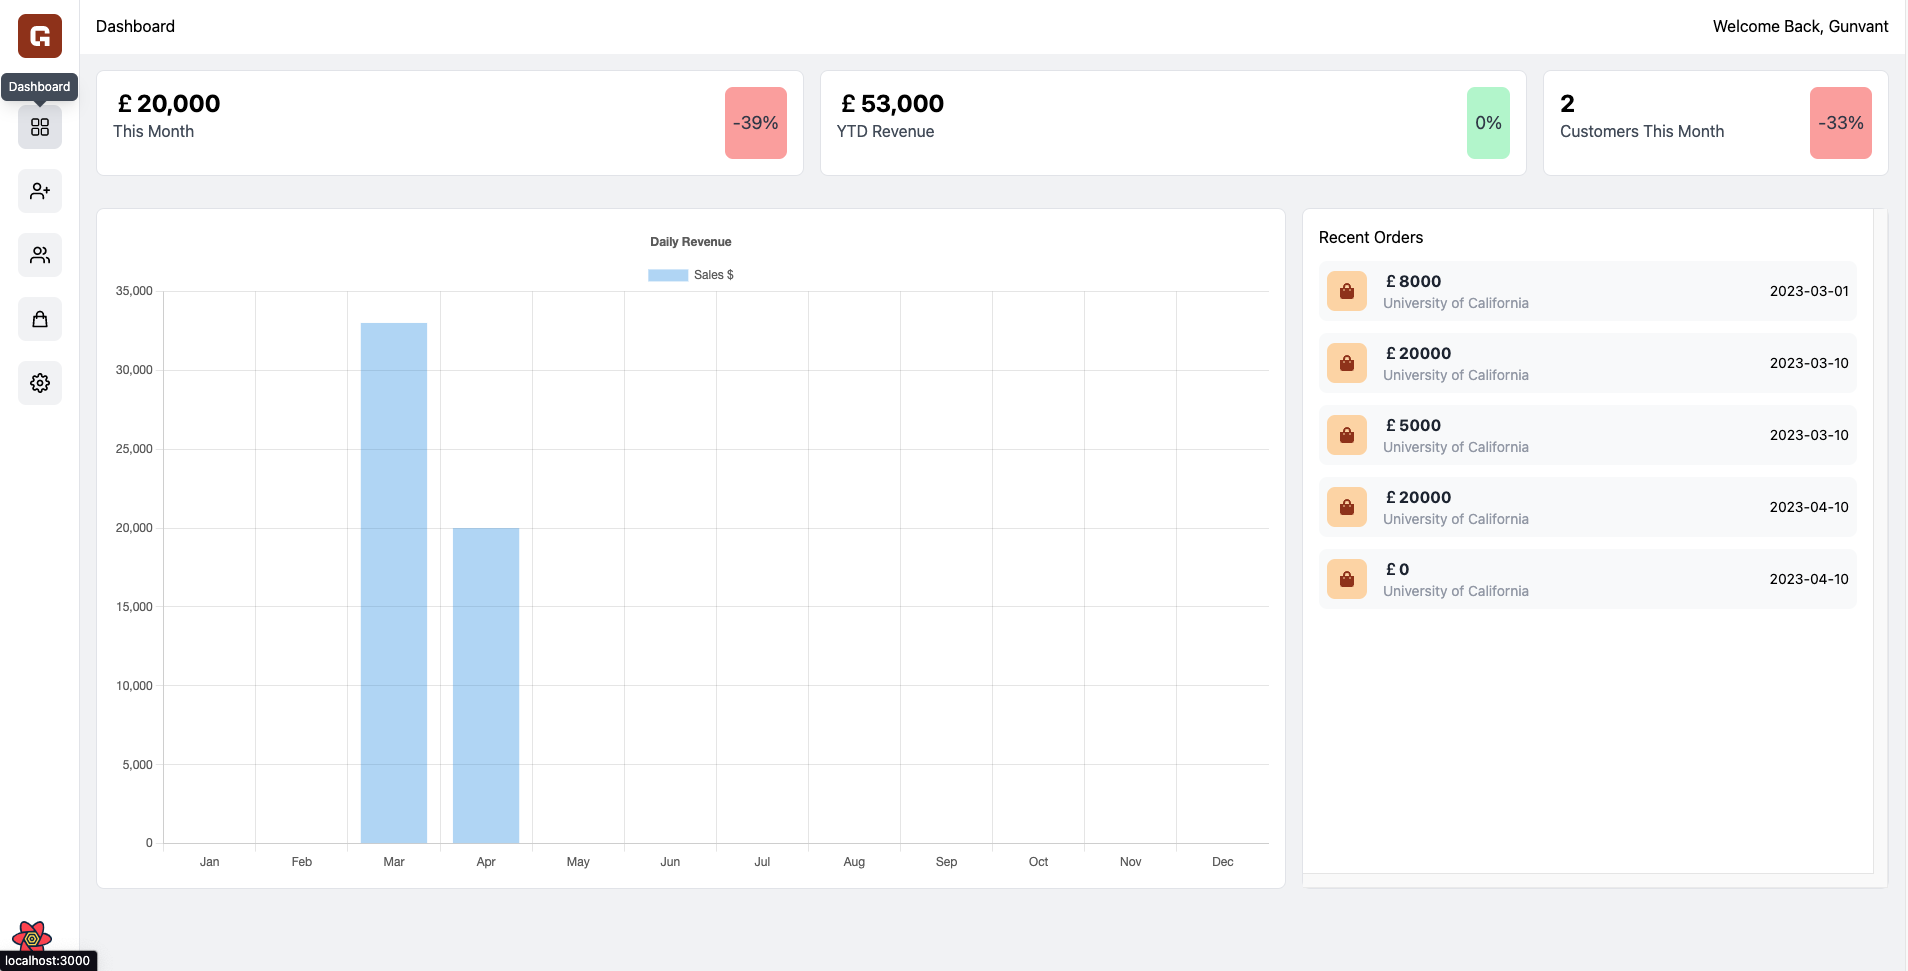 G
Dashboard
Welcome Back, Gunvant
Dashboard
£ 20,000
This Month
-39%
£ 53,000
YTD Revenue
0%
2
Customers This Month
-33%
Daily Revenue
Sales $
35,000
30,000
25,000
20,000
15,000
10,000
5,000
0
Jan Feb Mar Apr May Jun Jul Aug Sep Oct Nov Dec
Recent Orders
£ 8000
University of California
2023-03-01
£ 20000
University of California
2023-03-10
£ 5000
University of California
2023-03-10
£ 20000
University of California
2023-04-10
£ 0
University of California
2023-04-10
localhost:3000